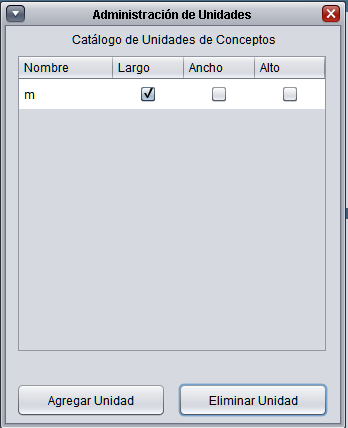 Administración de Unidades
Catálogo de Unidades de Conceptos
Nombre Largo Ancho Alto
m
Agregar Unidad Eliminar Unidad